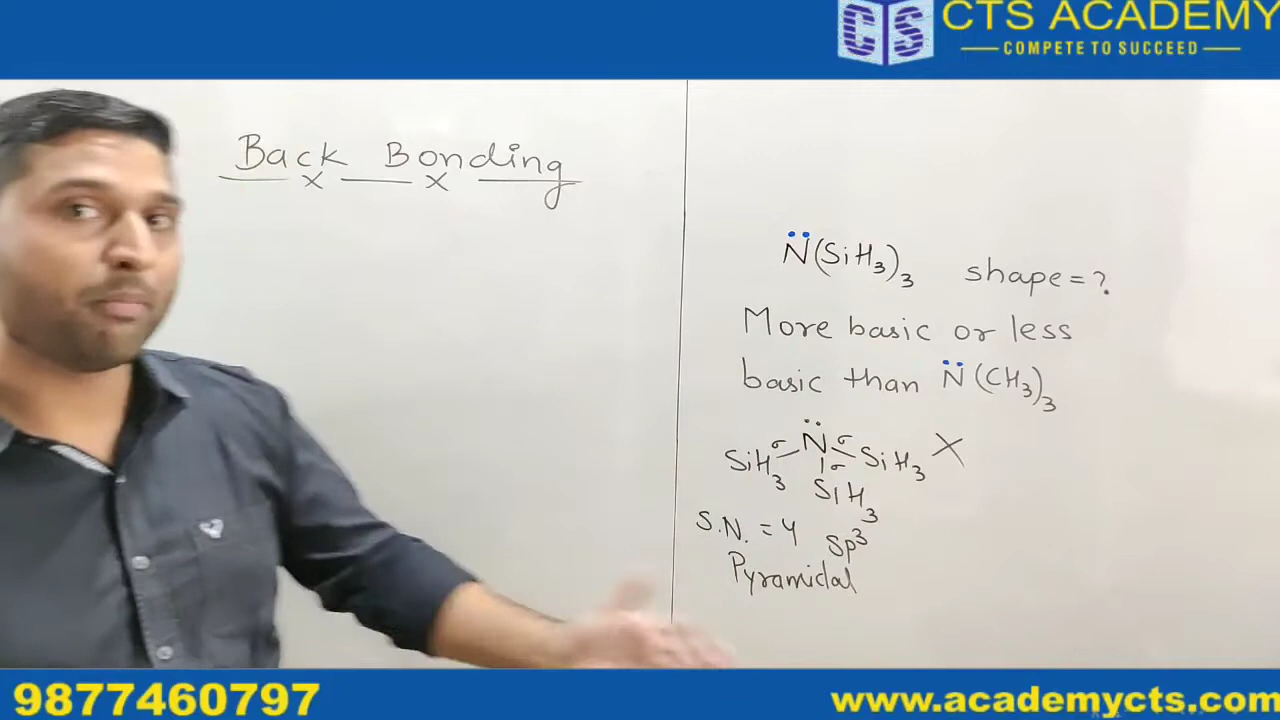 CTS ACADEMY
COMPETE TO SUCCEED
CTS
Back Bonding
x x
N̈(SiH₃)₃ shape=?
More basic or less
basic than N̈(CH₃)₃
SiH₃ σ N̈ σ SiH₃ X
σ
SiH₃
S.N. = 4 Sp³
Pyramidal
9877460797
www.academycts.com